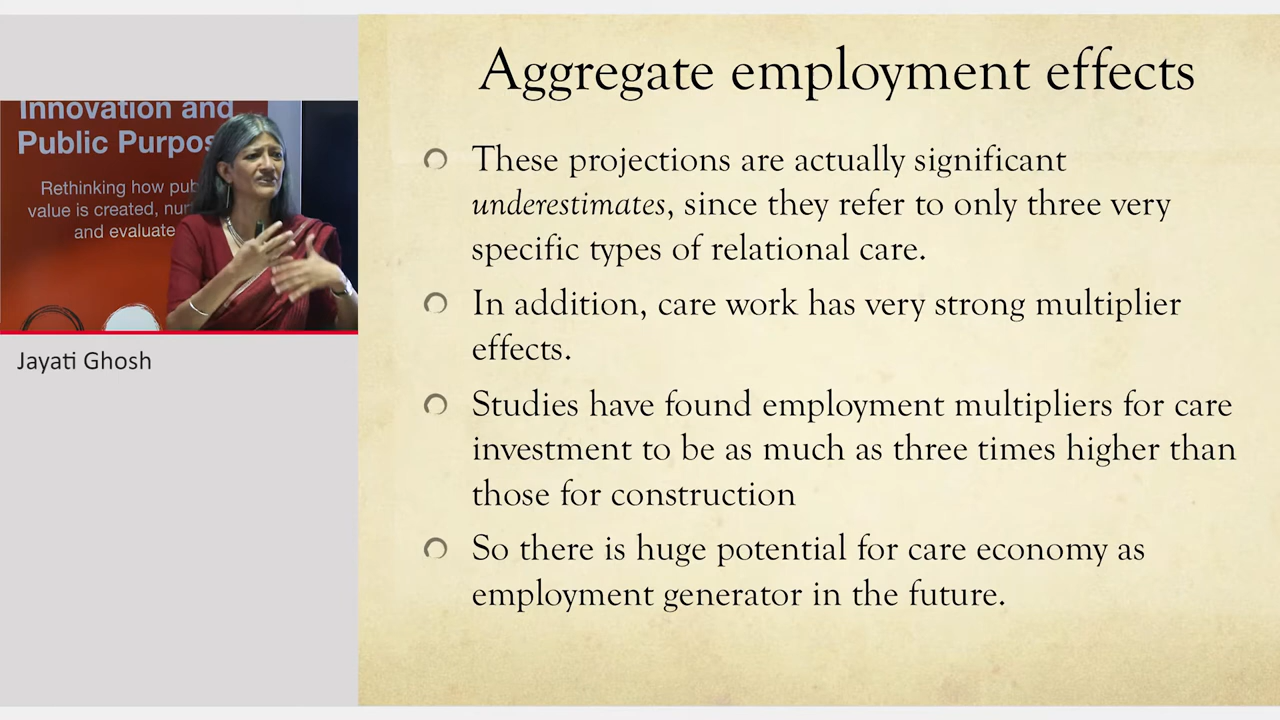 Innovation and
Public Purpos
Rethinking how pub
value is created, nur
and evaluate
Jayati Ghosh
Aggregate employment effects
These projections are actually significant
underestimates, since they refer to only three very
specific types of relational care.
In addition, care work has very strong multiplier
effects.
Studies have found employment multipliers for care
investment to be as much as three times higher than
those for construction
So there is huge potential for care economy as
employment generator in the future.